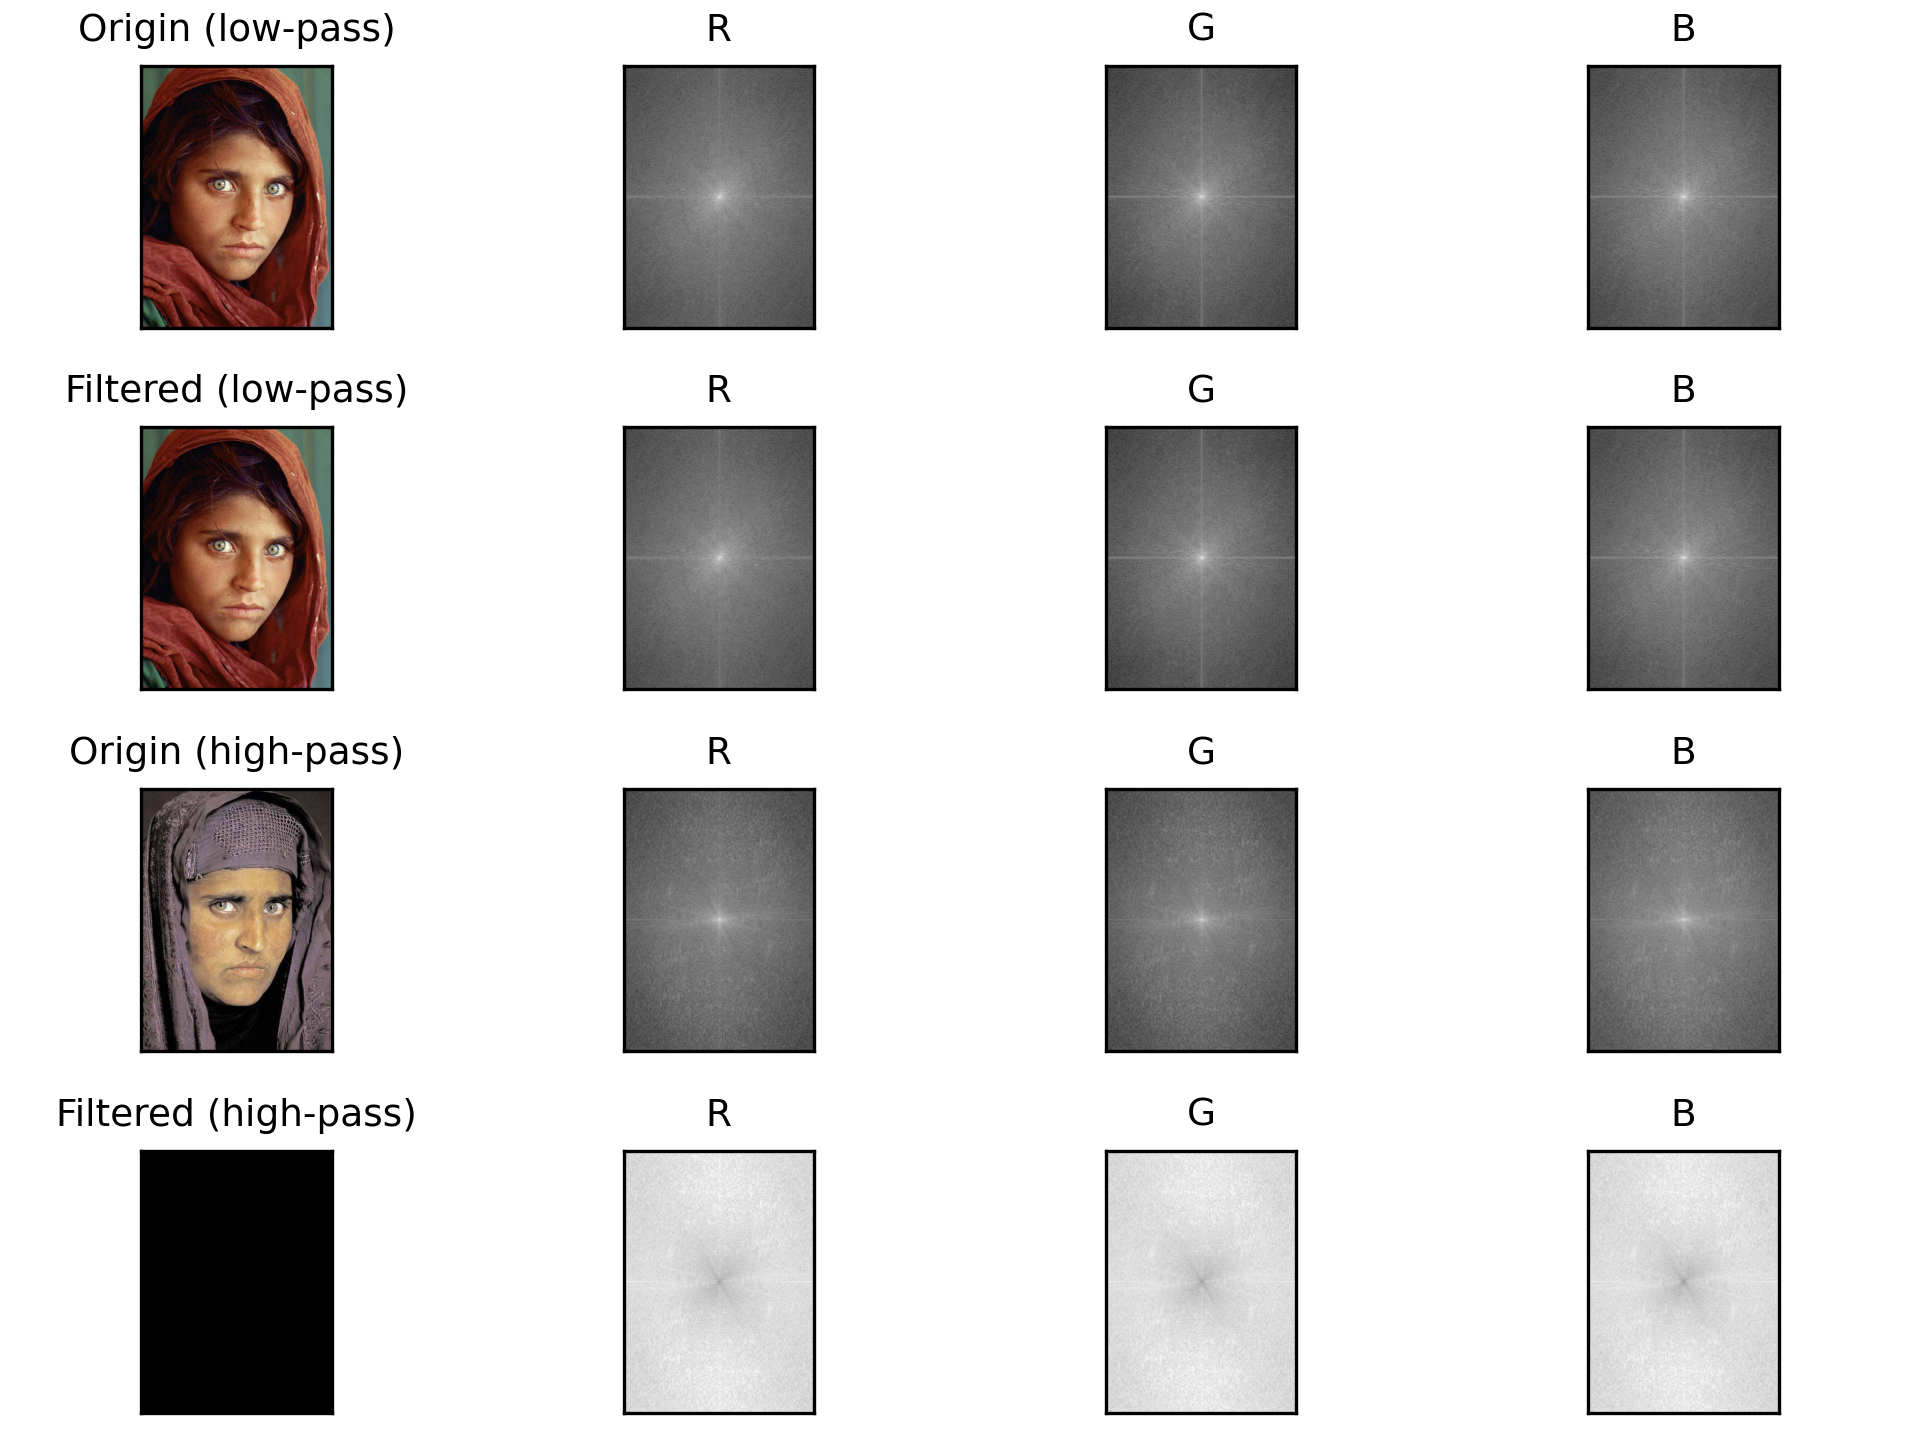 Origin (low-pass) R G B
Filtered (low-pass) R G B
Origin (high-pass) R G B
Filtered (high-pass) R G B